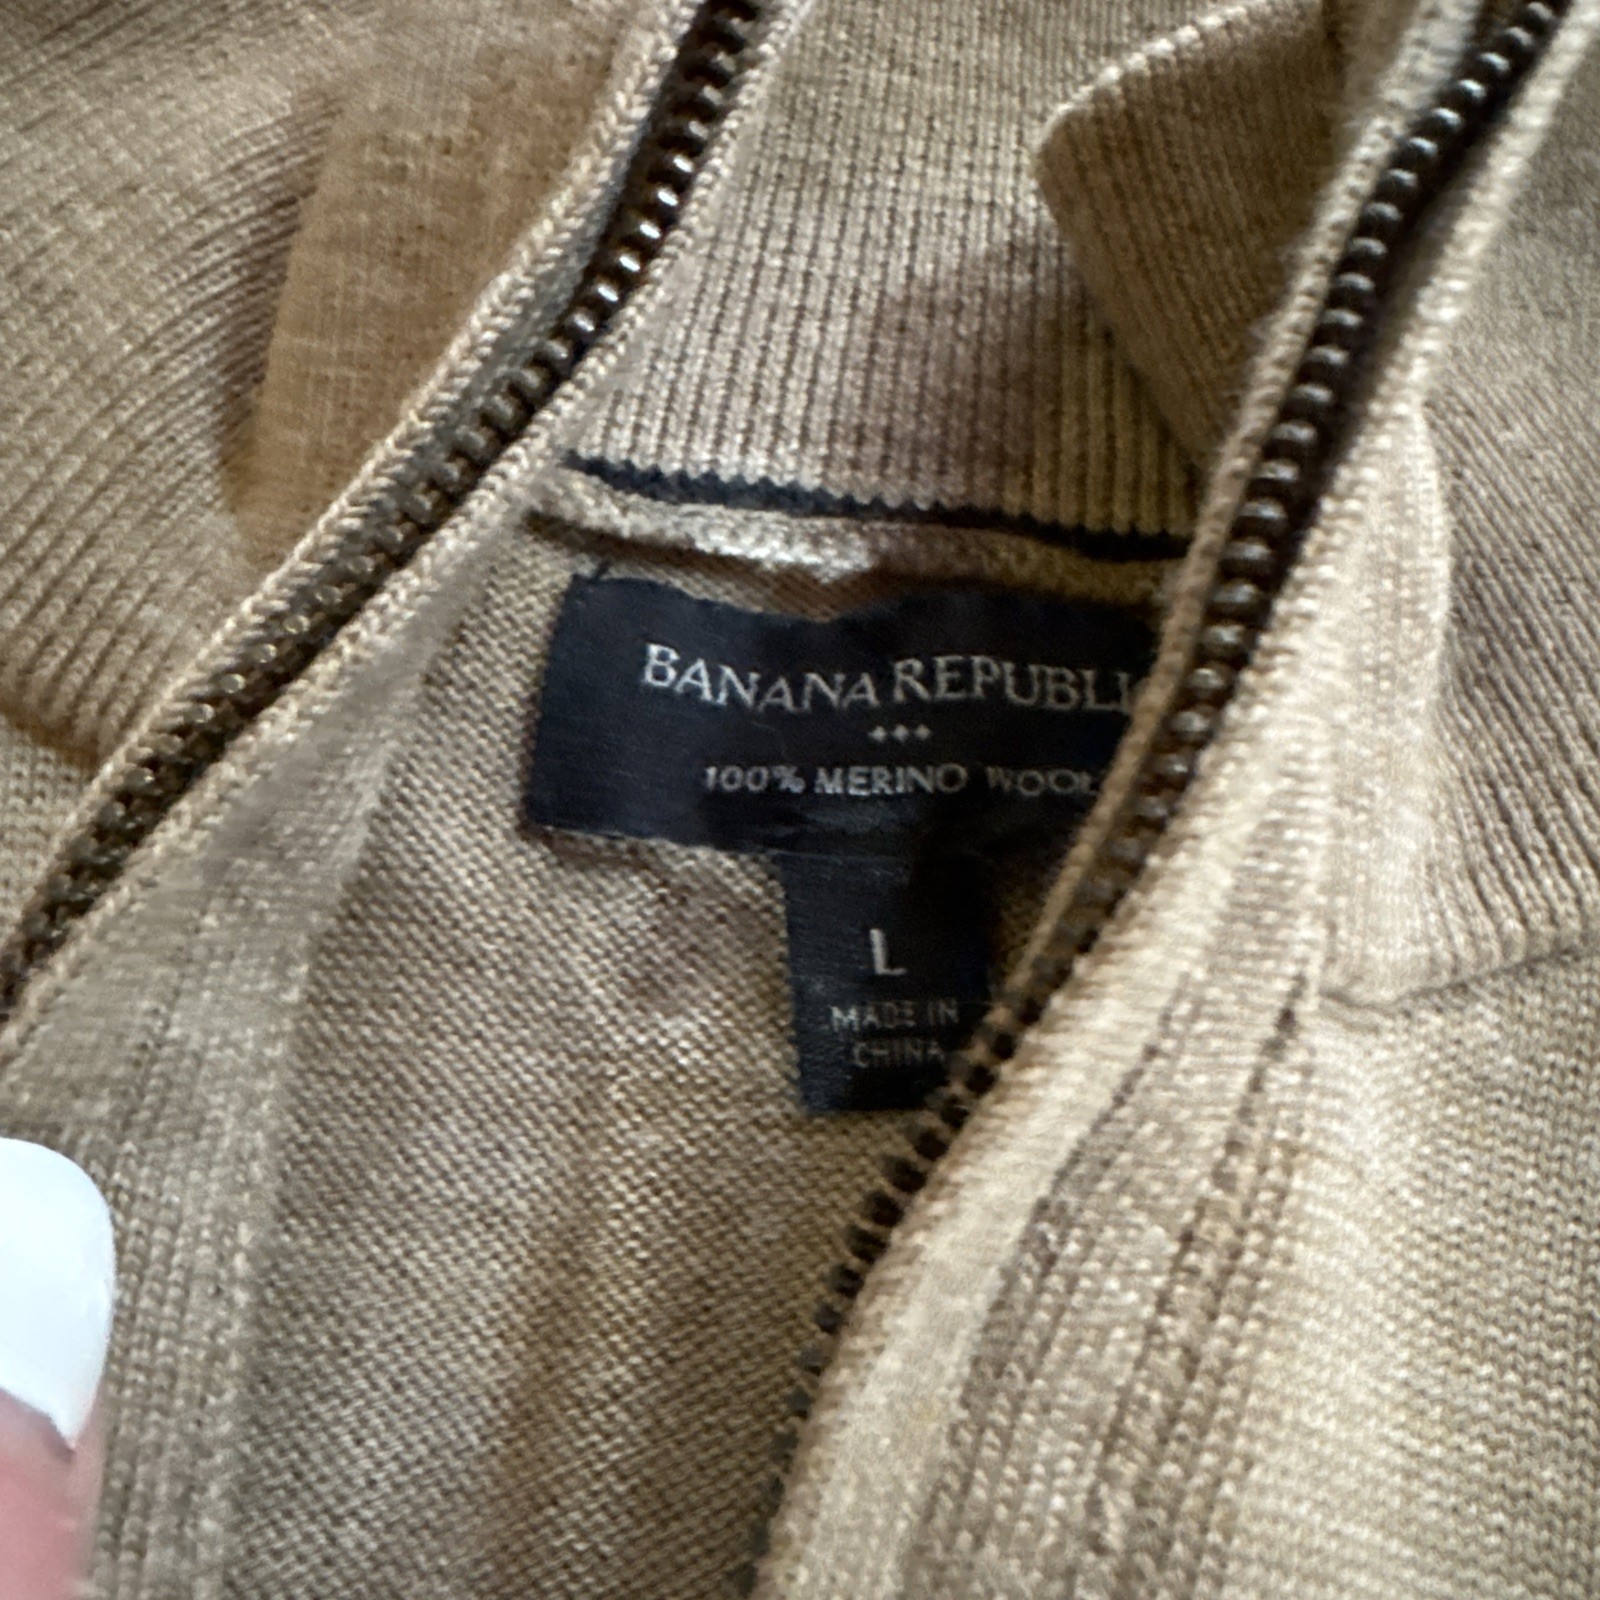 BANANA REPUBLI
100% MERINO WOOL
L
MADE IN
CHINA